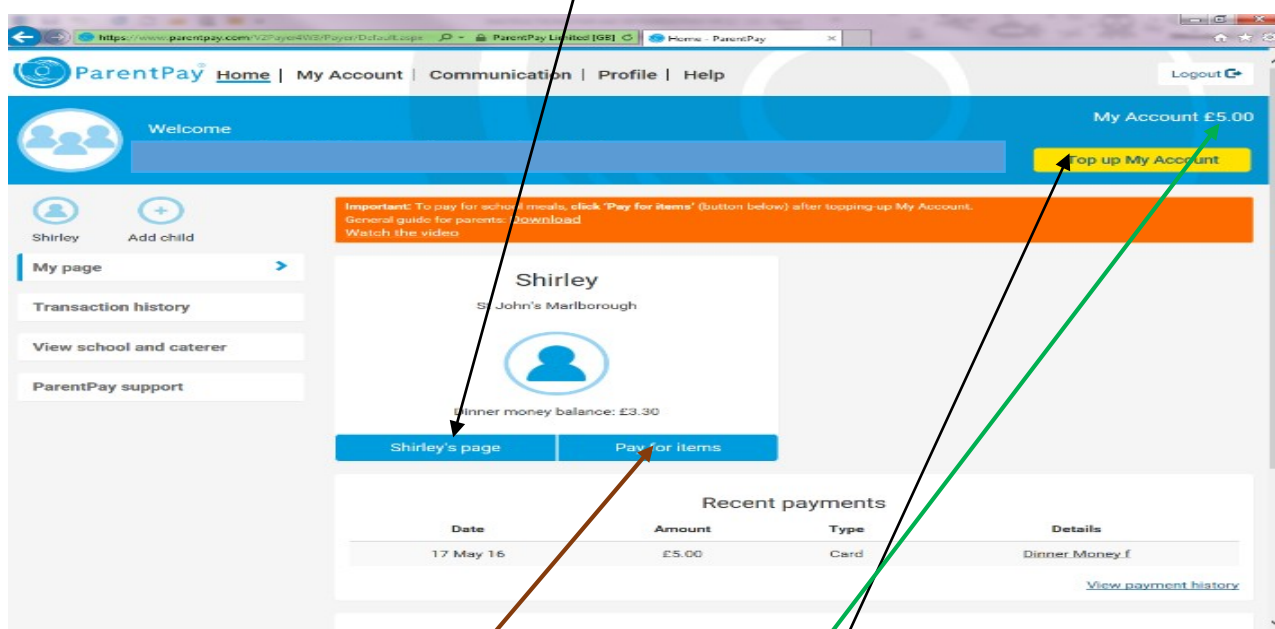 https://www.parentpay.com/V2Payer4W3/Payer/Default.aspx ParentPay Limited [GB] Home - ParentPay
ParentPay Home | My Account | Communication | Profile | Help Logout
Welcome
My Account £5.00
Top up My Account
Shirley Add child
Important: To pay for school meals, click 'Pay for items' (button below) after topping-up My Account.
General guide for parents: Download
Watch the video
My page
Transaction history
View school and caterer
ParentPay support
Shirley
St John's Marlborough
Dinner money balance: £3.30
Shirley's page Pay for items
Recent payments
Date Amount Type Details
17 May 16 £5.00 Card Dinner Money f
View payment history